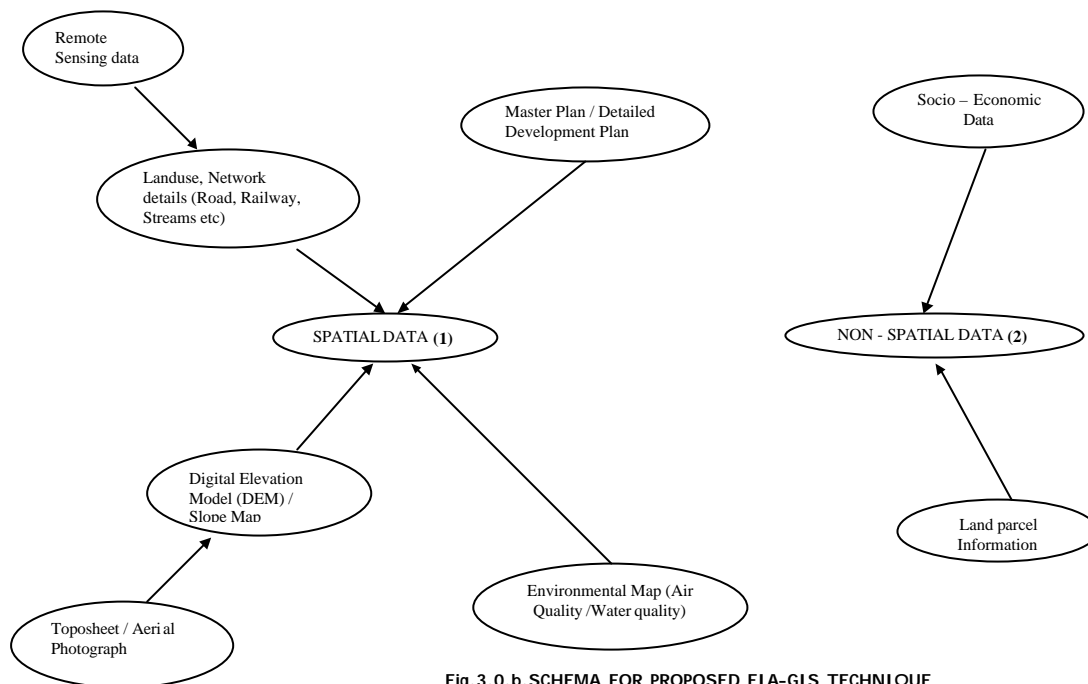 Remote
Sensing data
Master Plan / Detailed
Development Plan
Socio – Economic
Data
Landuse, Network
details (Road, Railway,
Streams etc)
SPATIAL DATA (1)
NON - SPATIAL DATA (2)
Digital Elevation
Model (DEM) /
Slope Map
Land parcel
Information
Environmental Map (Air
Quality /Water quality)
Toposheet / Aerial
Photograph
Fig 3.0 b SCHEMA FOR PROPOSED EIA-GIS TECHNIQUE